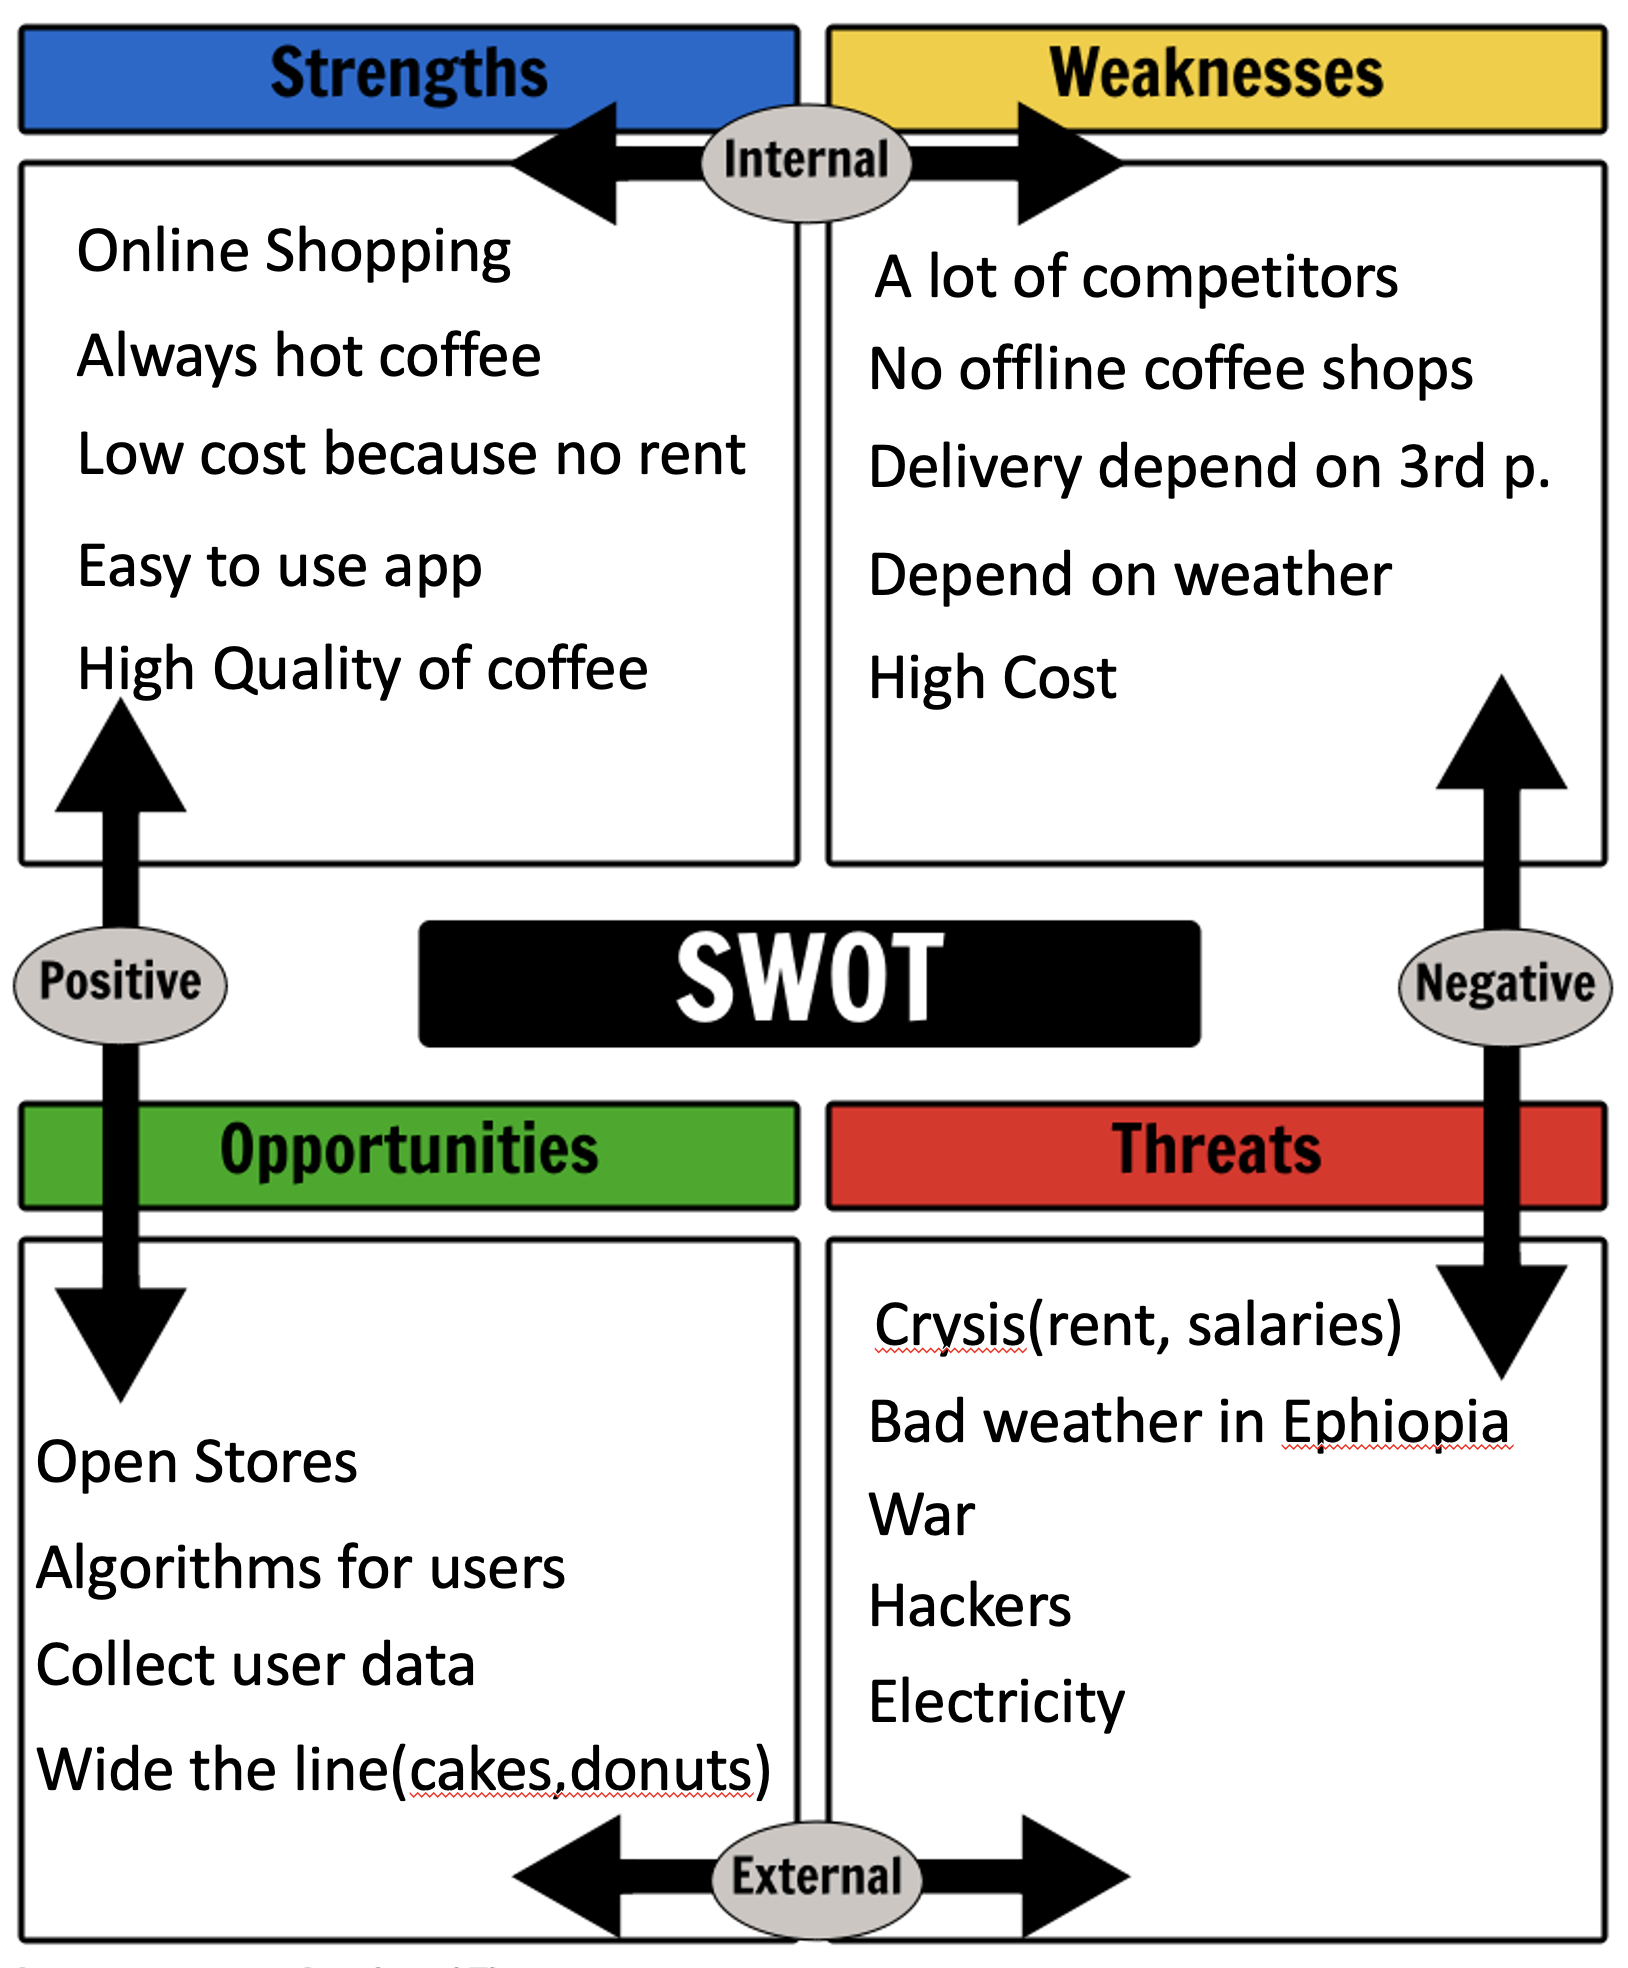 Strengths
Weaknesses
Internal
Online Shopping
Always hot coffee
Low cost because no rent
Easy to use app
High Quality of coffee
A lot of competitors
No offline coffee shops
Delivery depend on 3rd p.
Depend on weather
High Cost
Positive
SWOT
Negative
Opportunities
Threats
Open Stores
Algorithms for users
Collect user data
Wide the line(cakes,donuts)
Crysis(rent, salaries)
Bad weather in Ephiopia
War
Hackers
Electricity
External